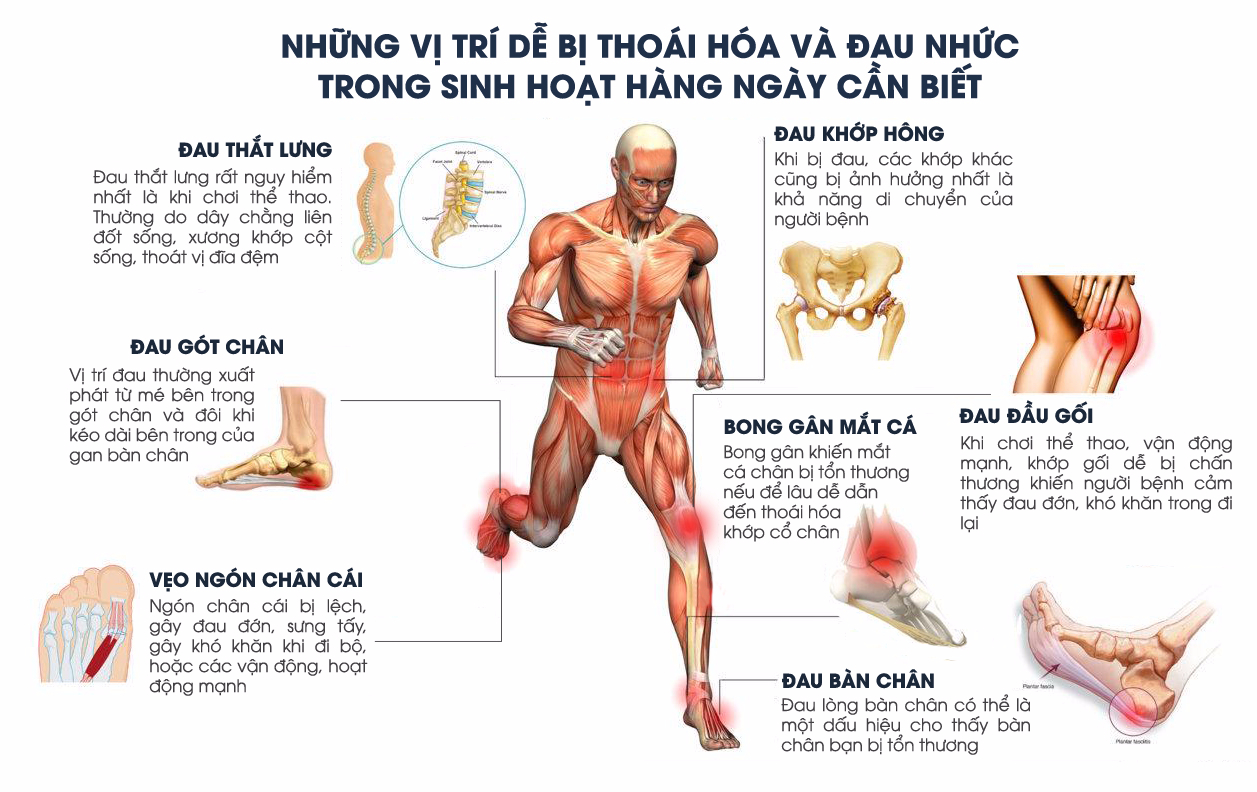 NHỮNG VỊ TRÍ DỄ BỊ THOÁI HÓA VÀ ĐAU NHỨC
TRONG SINH HOẠT HÀNG NGÀY CẦN BIẾT
ĐAU THẮT LƯNG
Đau thắt lưng rất nguy hiểm
nhất là khi chơi thể thao.
Thường do dây chằng liên
đốt sống, xương khớp cột
sống, thoát vị đĩa đệm
Spinal Cord
Facet Joint
Vertebra
Spinal Nerve
Ligament
Intervertebral Disc
ĐAU KHỚP HÔNG
Khi bị đau, các khớp khác
cũng bị ảnh hưởng nhất là
khả năng di chuyển của
người bệnh
ĐAU GÓT CHÂN
Vị trí đau thường xuất
phát từ mé bên trong
gót chân và đôi khi
kéo dài bên trong của
gan bàn chân
BONG GÂN MẮT CÁ
Bong gân khiến mắt
cá chân bị tổn thương
nếu để lâu dễ dẫn
đến thoái hóa
khớp cổ chân
ĐAU ĐẦU GỐI
Khi chơi thể thao, vận động
mạnh, khớp gối dễ bị chấn
thương khiến người bệnh cảm
thấy đau đớn, khó khăn trong đi
lại
VẸO NGÓN CHÂN CÁI
Ngón chân cái bị lệch,
gây đau đớn, sưng tấy,
gây khó khăn khi đi bộ,
hoặc các vận động, hoạt
động mạnh
ĐAU BÀN CHÂN
Đau lòng bàn chân có thể là
một dấu hiệu cho thấy bàn
chân bạn bị tổn thương
Plantar fascia
Plantar fasciitis